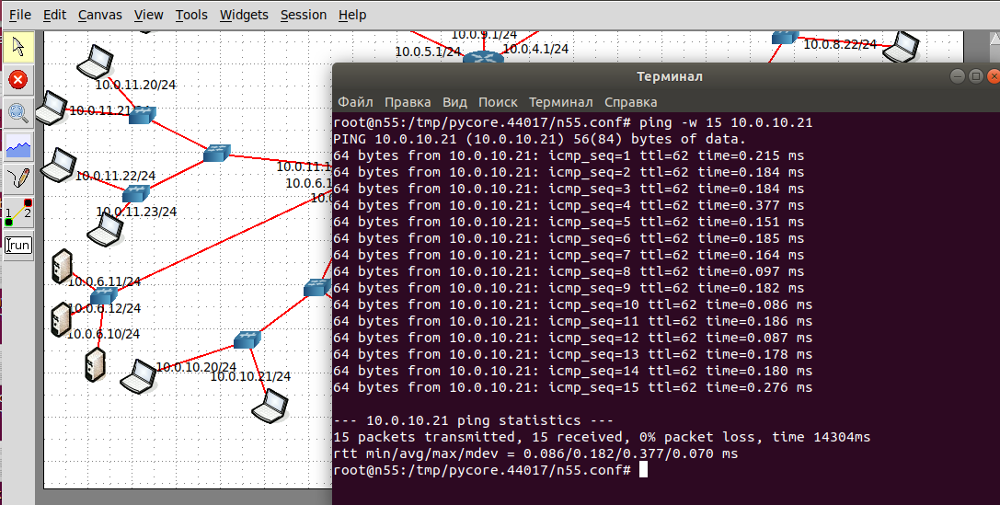 File Edit Canvas View Tools Widgets Session Help
10.0.9.1/24
10.0.5.1/24
10.0.4.1/24
10.0.8.22/24
10.0.11.20/24
10.0.11.21/24
10.0.11.22/24
10.0.11.1
10.0.6.1
10.0
10.0.11.23/24
10.0.6.11/24
10.0.6.12/24
10.0.6.10/24
10.0.10.20/24
10.0.10.21/24
1 2
run
Терминал
Файл Правка Вид Поиск Терминал Справка
root@n55:/tmp/pycore.44017/n55.conf# ping -w 15 10.0.10.21
PING 10.0.10.21 (10.0.10.21) 56(84) bytes of data.
64 bytes from 10.0.10.21: icmp_seq=1 ttl=62 time=0.215 ms
64 bytes from 10.0.10.21: icmp_seq=2 ttl=62 time=0.184 ms
64 bytes from 10.0.10.21: icmp_seq=3 ttl=62 time=0.184 ms
64 bytes from 10.0.10.21: icmp_seq=4 ttl=62 time=0.377 ms
64 bytes from 10.0.10.21: icmp_seq=5 ttl=62 time=0.151 ms
64 bytes from 10.0.10.21: icmp_seq=6 ttl=62 time=0.185 ms
64 bytes from 10.0.10.21: icmp_seq=7 ttl=62 time=0.164 ms
64 bytes from 10.0.10.21: icmp_seq=8 ttl=62 time=0.097 ms
64 bytes from 10.0.10.21: icmp_seq=9 ttl=62 time=0.182 ms
64 bytes from 10.0.10.21: icmp_seq=10 ttl=62 time=0.086 ms
64 bytes from 10.0.10.21: icmp_seq=11 ttl=62 time=0.186 ms
64 bytes from 10.0.10.21: icmp_seq=12 ttl=62 time=0.087 ms
64 bytes from 10.0.10.21: icmp_seq=13 ttl=62 time=0.178 ms
64 bytes from 10.0.10.21: icmp_seq=14 ttl=62 time=0.180 ms
64 bytes from 10.0.10.21: icmp_seq=15 ttl=62 time=0.276 ms
--- 10.0.10.21 ping statistics ---
15 packets transmitted, 15 received, 0% packet loss, time 14304ms
rtt min/avg/max/mdev = 0.086/0.182/0.377/0.070 ms
root@n55:/tmp/pycore.44017/n55.conf#